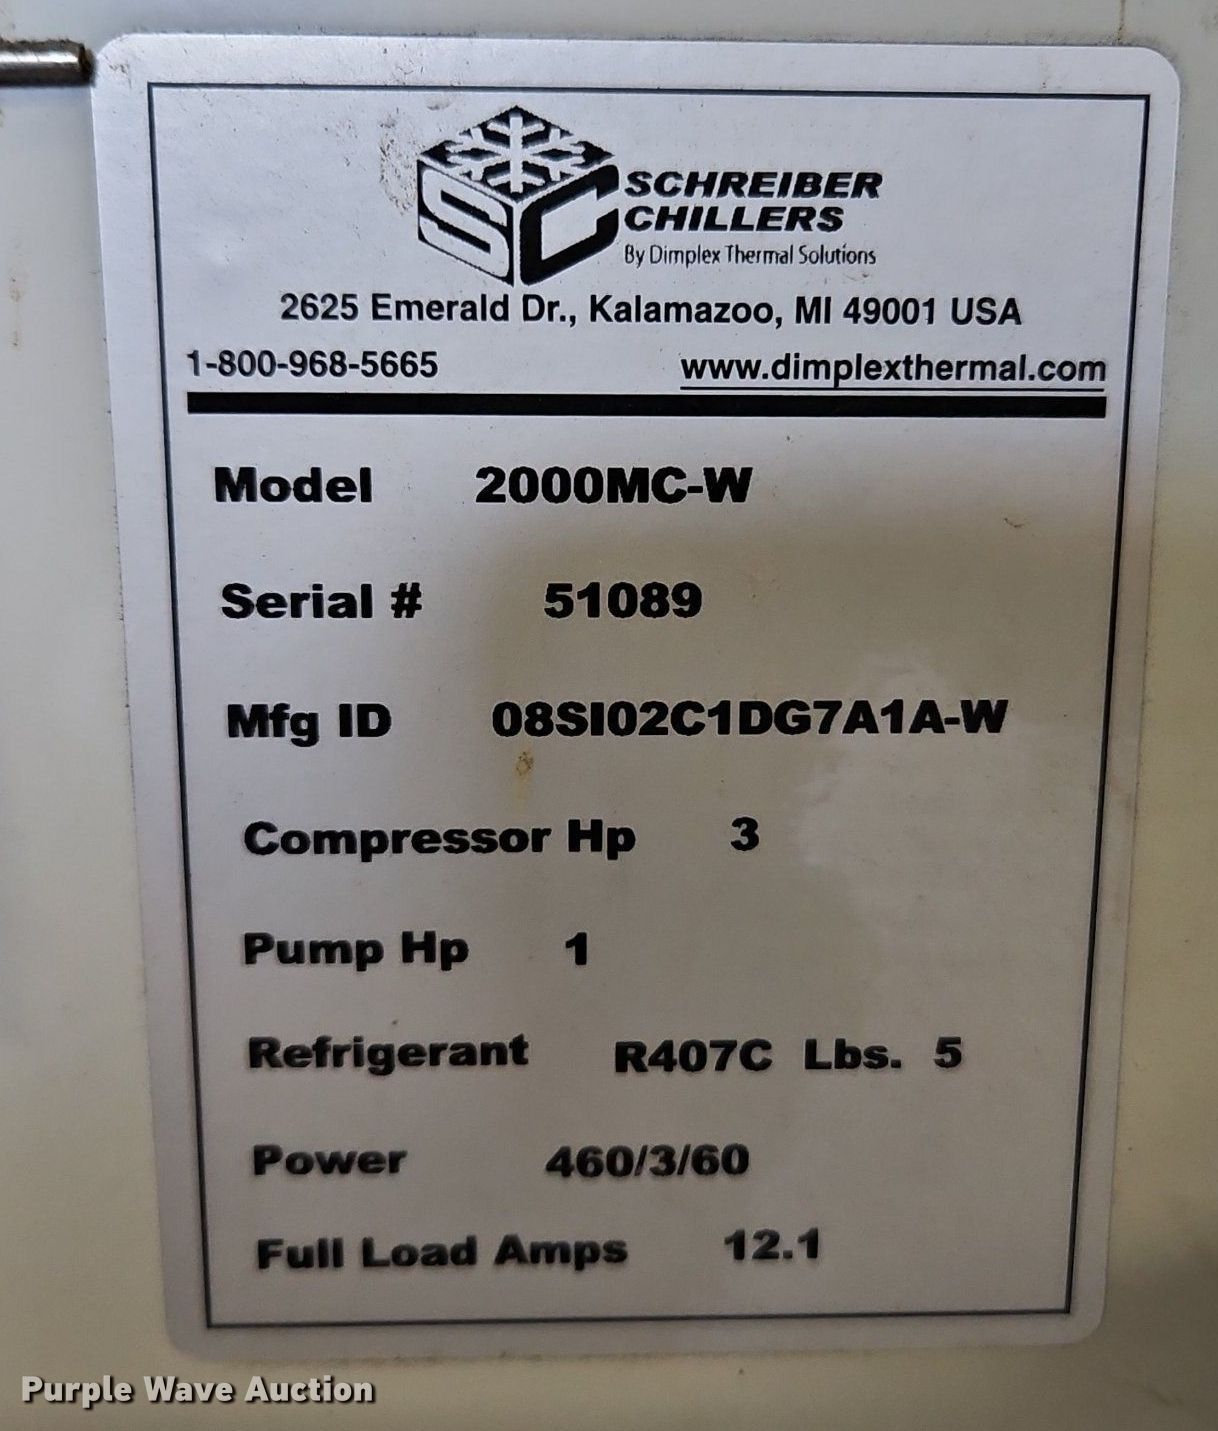 SC
SCHREIBER
CHILLERS
By Dimplex Thermal Solutions
2625 Emerald Dr., Kalamazoo, MI 49001 USA
1-800-968-5665 www.dimplexthermal.com
Model 2000MC-W
Serial # 51089
Mfg ID 08SI02C1DG7A1A-W
Compressor Hp 3
Pump Hp 1
Refrigerant R407C Lbs. 5
Power 460/3/60
Full Load Amps 12.1
Purple Wave Auction